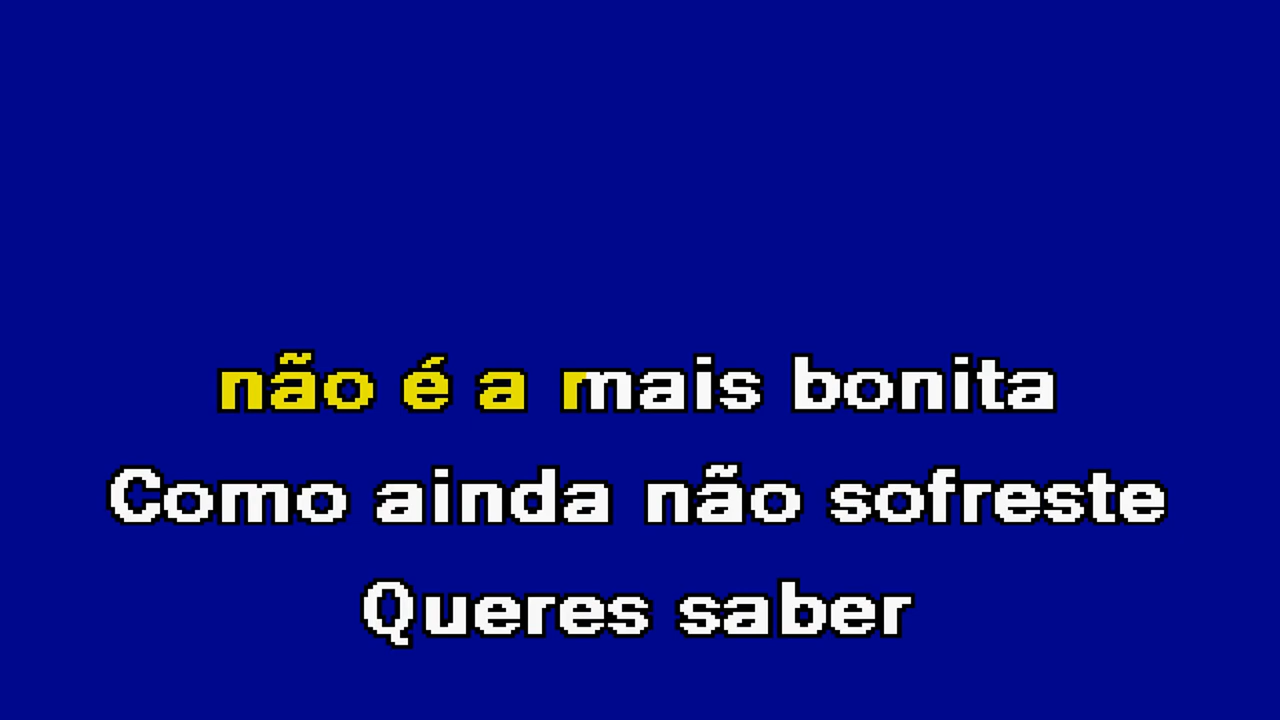 não é a mais bonita
Como ainda não sofreste
Queres saber